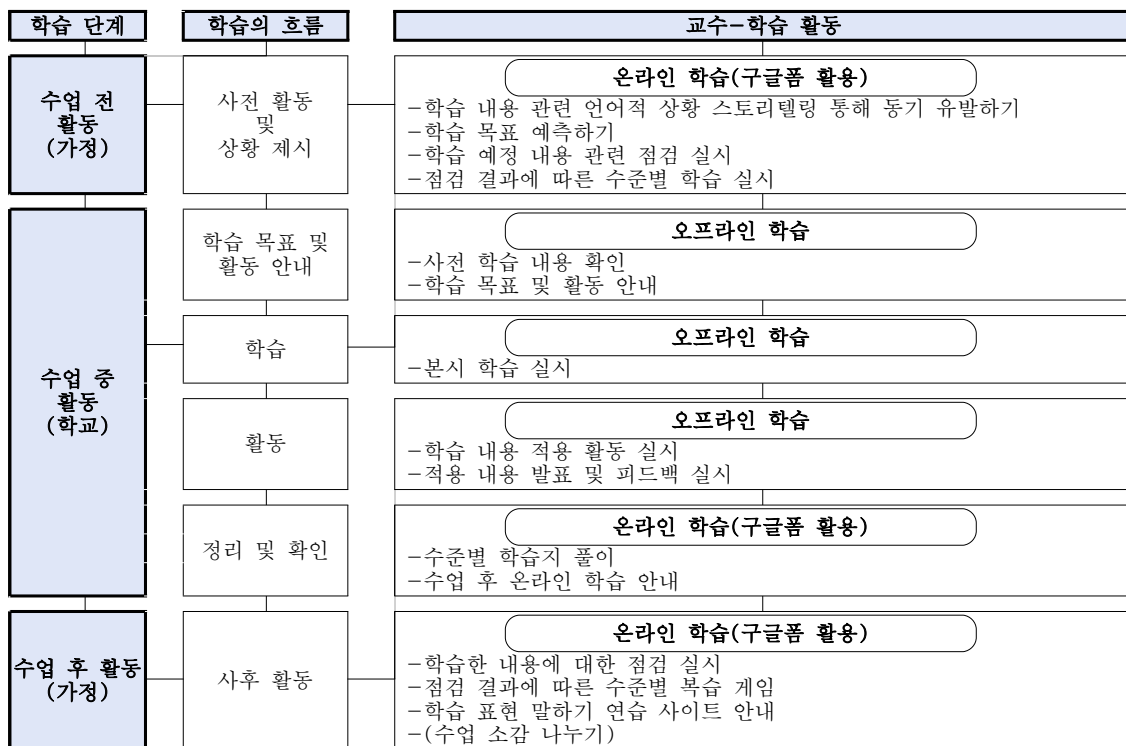 학습 단계
학습의 흐름
교수-학습 활동
수업 전
활동
(가정)
사전 활동
및
상황 제시
온라인 학습(구글폼 활용)
-학습 내용 관련 언어적 상황 스토리텔링 통해 동기 유발하기
-학습 목표 예측하기
-학습 예정 내용 관련 점검 실시
-점검 결과에 따른 수준별 학습 실시
수업 중
활동
(학교)
학습 목표 및
활동 안내
오프라인 학습
-사전 학습 내용 확인
-학습 목표 및 활동 안내
학습
오프라인 학습
-본시 학습 실시
활동
오프라인 학습
-학습 내용 적용 활동 실시
-적용 내용 발표 및 피드백 실시
정리 및 확인
온라인 학습(구글폼 활용)
-수준별 학습지 풀이
-수업 후 온라인 학습 안내
수업 후 활동
(가정)
사후 활동
온라인 학습(구글폼 활용)
-학습한 내용에 대한 점검 실시
-점검 결과에 따른 수준별 복습 게임
-학습 표현 말하기 연습 사이트 안내
-(수업 소감 나누기)